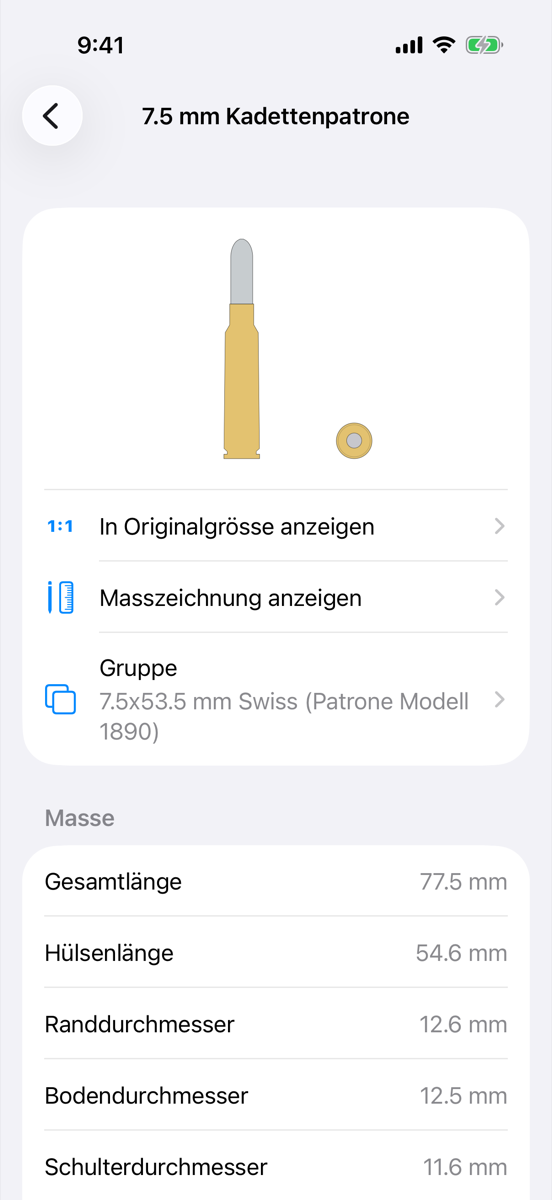 9:41
7.5 mm Kadettenpatrone
1:1 In Originalgrösse anzeigen
Masszeichnung anzeigen
Gruppe
7.5x53.5 mm Swiss (Patrone Modell
1890)
Masse
Gesamtlänge 77.5 mm
Hülsenlänge 54.6 mm
Randdurchmesser 12.6 mm
Bodendurchmesser 12.5 mm
Schulterdurchmesser 11.6 mm